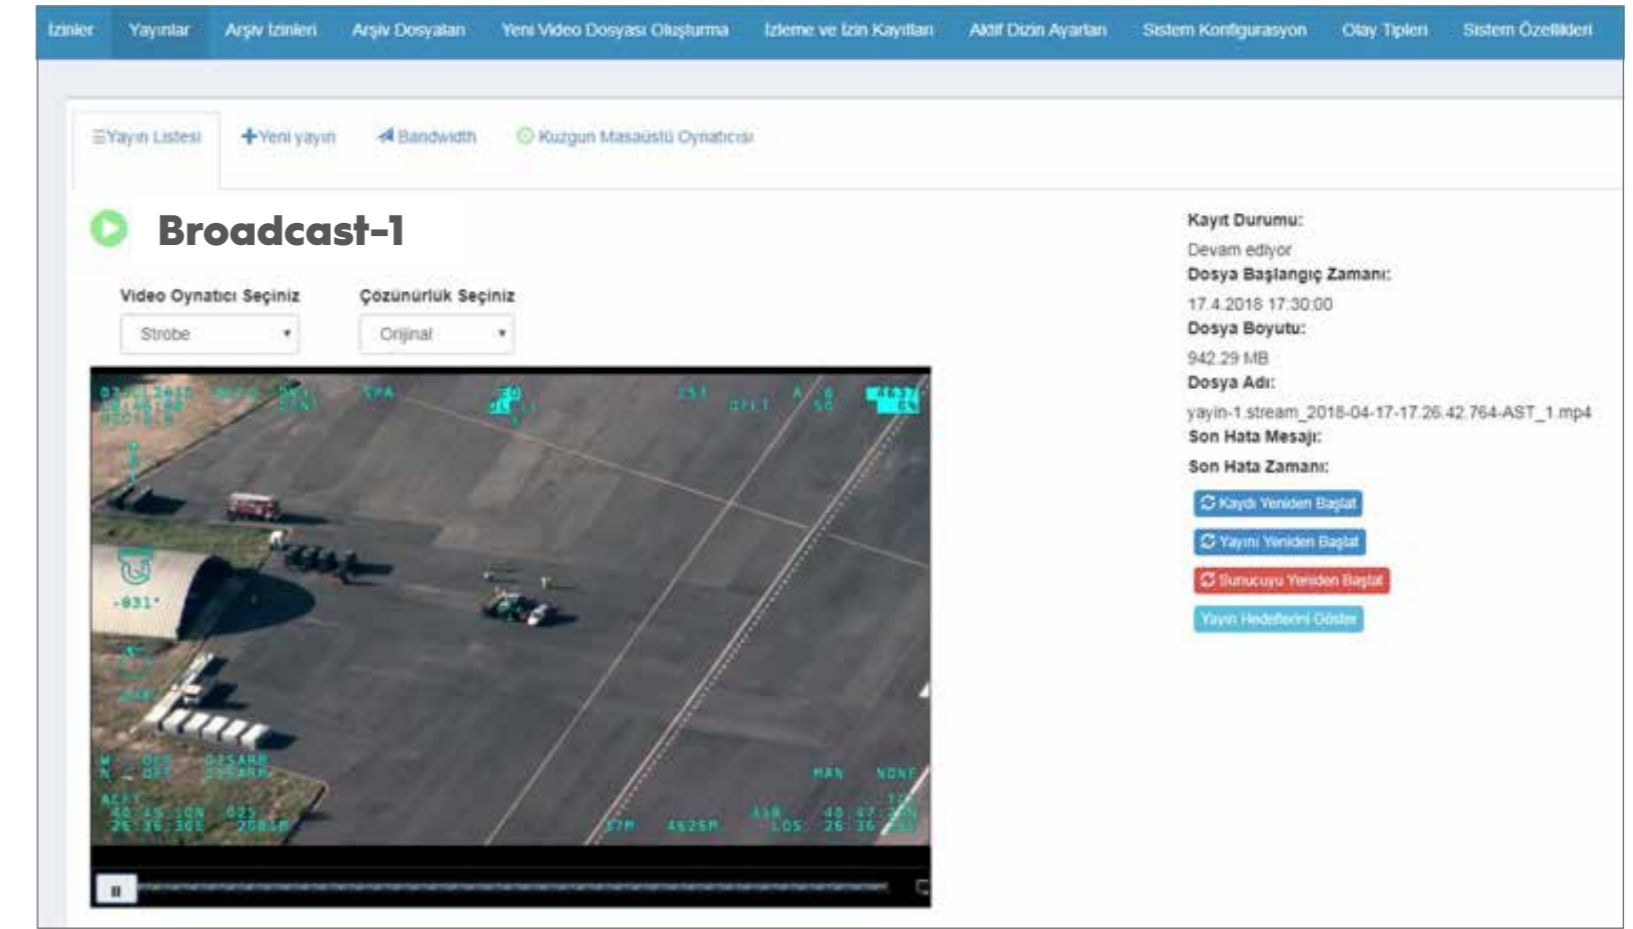 İzinler Yayınlar Arşiv İzinleri Arşiv Dosyaları Yeni Video Dosyası Oluşturma İzleme ve İzin Kayıtları Aktif Dizin Ayarları Sistem Konfigurasyon Olay Tipleri Sistem Özellikleri
Yayın Listesi Yeni yayın Bandwidth Kuzgun Masaüstü Oynatıcısı
Broadcast-1
Video Oynatıcı Seçiniz Çözünürlük Seçiniz
Strobe Orijinal
Kayıt Durumu:
Devam ediyor
Dosya Başlangıç Zamanı:
17.4.2018 17:30:00
Dosya Boyutu:
942.29 MB
Dosya Adı:
yayin-1.stream_2018-04-17-17.26.42.764-AST_1.mp4
Son Hata Mesajı:
Son Hata Zamanı:
Kaydı Yeniden Başlat
Yayını Yeniden Başlat
Sunucuyu Yeniden Başlat
Yayın Hedeflerini Göster
-031°
MAN NONE
37M 4626M